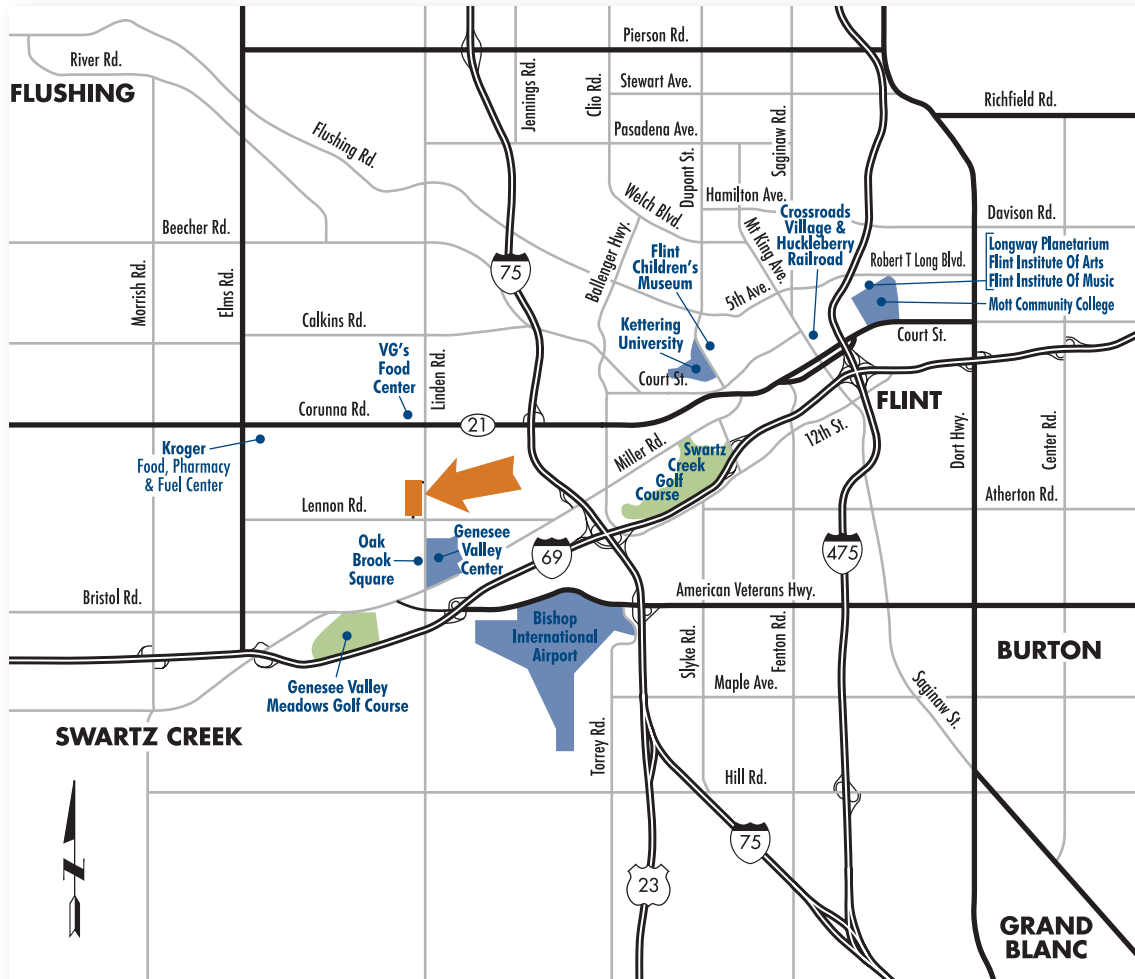 Pierson Rd.
River Rd.
FLUSHING
Stewart Ave.
Jennings Rd.
Clio Rd.
Richfield Rd.
Pasadena Ave.
Flushing Rd.
Dupont St.
Saginaw Rd.
Welch Blvd.
Hamilton Ave.
Beecher Rd.
Crossroads
Village &
Huckleberry
Railroad
Davison Rd.
Longway Planetarium
Flint Institute Of Arts
Flint Institute Of Music
Mott Community College
Robert T Long Blvd.
Mt King Ave.
Ballenger Hwy.
Flint
Children's
Museum
75
5th Ave.
Morrish Rd.
Elms Rd.
Calkins Rd.
Kettering
University
Court St.
Court St.
VG's
Food
Center
Linden Rd.
FLINT
Corunna Rd.
21
Kroger
Food, Pharmacy
& Fuel Center
Miller Rd.
12th St.
Swartz
Creek
Golf
Course
Dort Hwy.
Center Rd.
Lennon Rd.
Atherton Rd.
Oak
Brook
Square
Genesee
Valley
Center
69
475
Bristol Rd.
American Veterans Hwy.
Bishop
International
Airport
Slyke Rd.
Fenton Rd.
BURTON
Maple Ave.
Genesee Valley
Meadows Golf Course
Saginaw St.
SWARTZ CREEK
Torrey Rd.
Hill Rd.
75
23
N
GRAND
BLANC